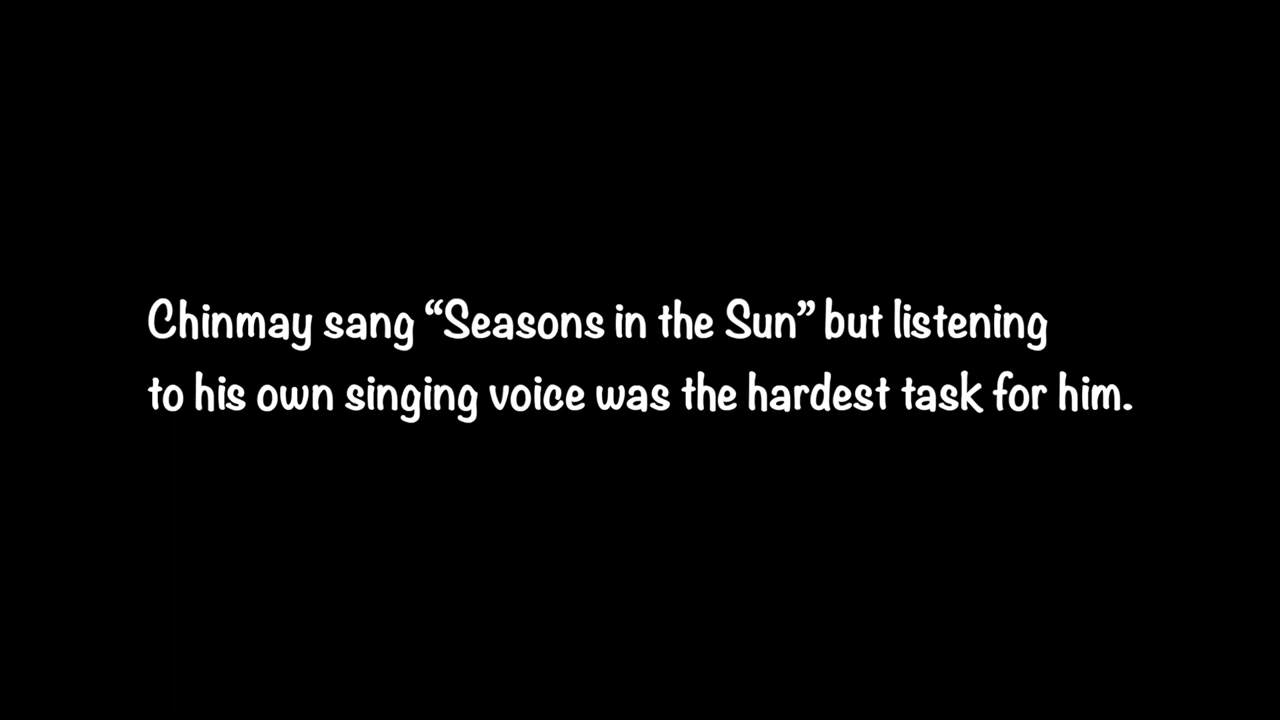 Chinmay sang “Seasons in the Sun” but listening
to his own singing voice was the hardest task for him.